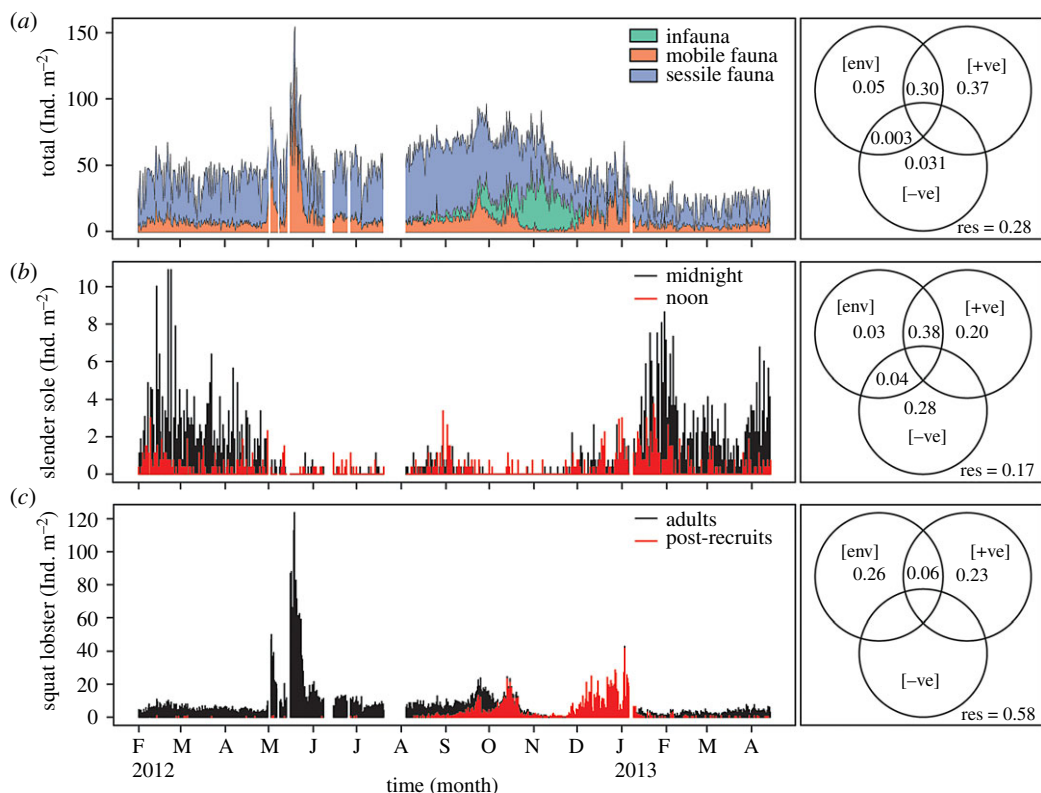 (a)
150
100
50
0
total (Ind. m⁻²)
infauna
mobile fauna
sessile fauna
[env]
[+ve]
0.05
0.30
0.37
0.003
0.031
[−ve]
res = 0.28
(b)
10
8
6
4
2
0
slender sole (Ind. m⁻²)
midnight
noon
[env]
[+ve]
0.03
0.38
0.20
0.04
0.28
[−ve]
res = 0.17
(c)
120
100
80
60
40
20
0
squat lobster (Ind. m⁻²)
adults
post-recruits
[env]
[+ve]
0.26
0.06
0.23
[−ve]
res = 0.58
F M A M J J A S O N D J F M A
2012 2013
time (month)